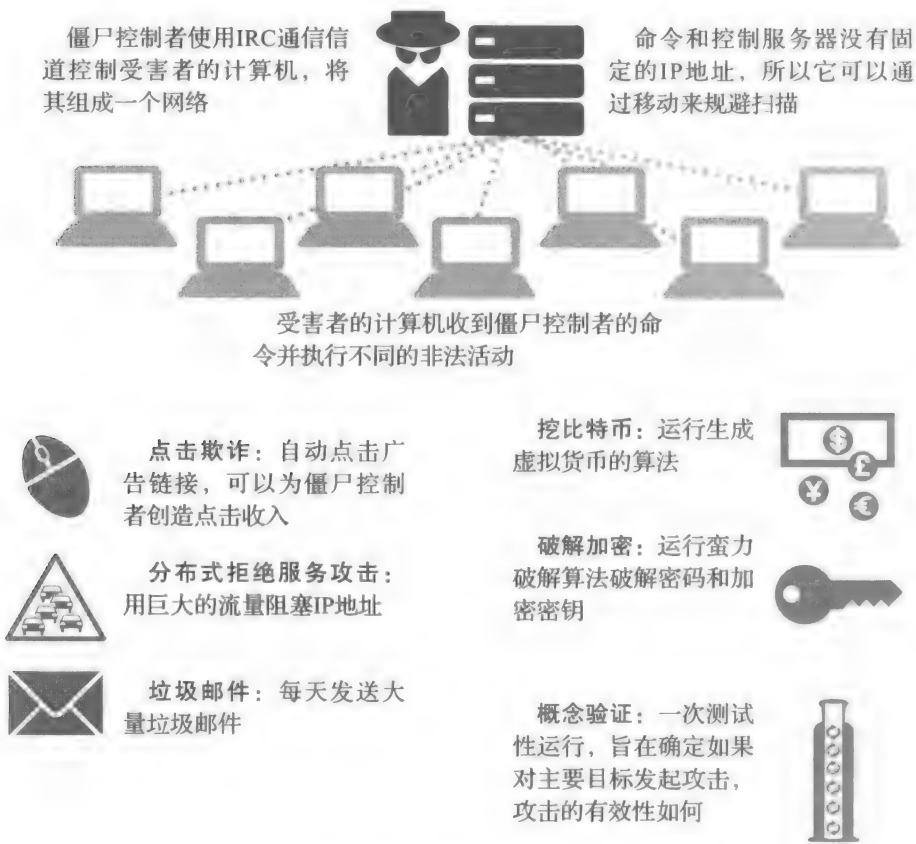 僵尸控制者使用IRC通信信
道控制受害者的计算机，将
其组成一个网络
命令和控制服务器没有固
定的IP地址，所以它可以通
过移动来规避扫描
受害者的计算机收到僵尸控制者的命
令并执行不同的非法活动
点击欺诈：自动点击广
告链接，可以为僵尸控制
者创造点击收入
分布式拒绝服务攻击：
用巨大的流量阻塞IP地址
垃圾邮件：每天发送大
量垃圾邮件
挖比特币：运行生成
虚拟货币的算法
$
£
¥
€
破解加密：运行蛮力
破解算法破解密码和加
密密钥
概念验证：一次测试
性运行，旨在确定如果
对主要目标发起攻击，
攻击的有效性如何